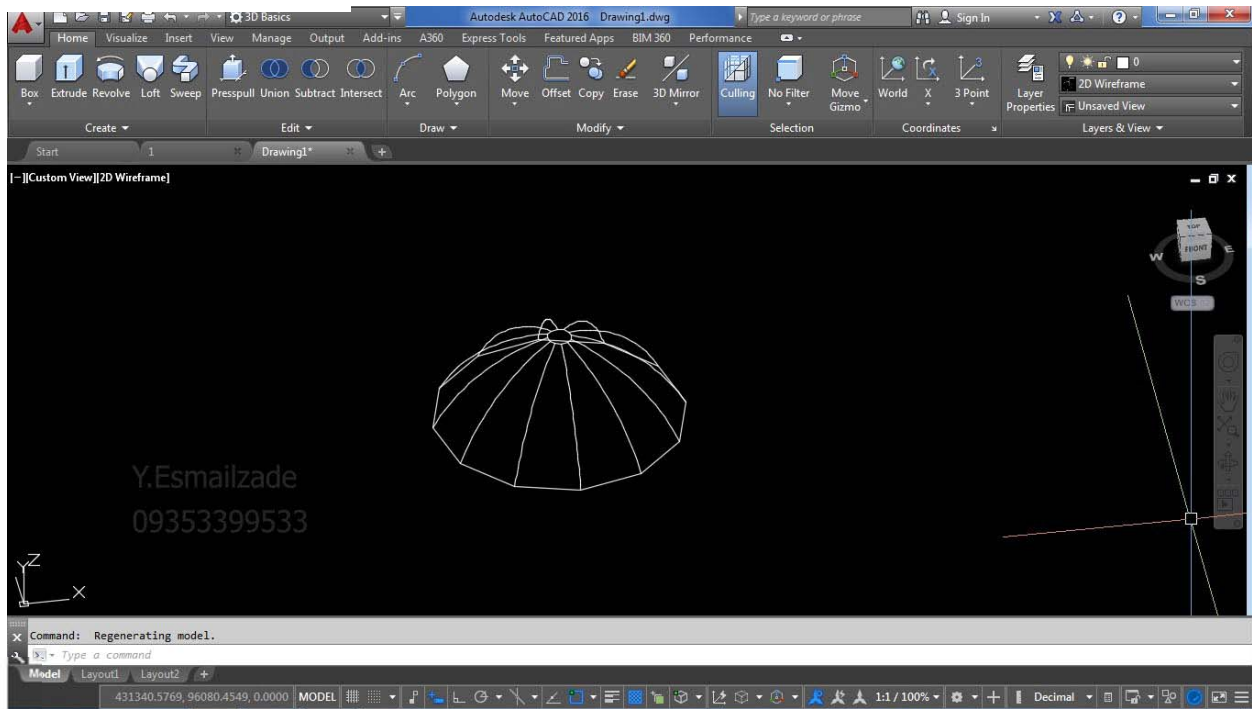 3D Basics
Autodesk AutoCAD 2016 Drawing1.dwg
Type a keyword or phrase
Sign In
Home Visualize Insert View Manage Output Add-ins A360 Express Tools Featured Apps BIM 360 Performance
Box Extrude Revolve Loft Sweep Presspull Union Subtract Intersect Arc Polygon Move Offset Copy Erase 3D Mirror Culling No Filter Move Gizmo World X 3 Point Layer Properties
0
2D Wireframe
Unsaved View
Create Edit Draw Modify Selection Coordinates Layers & View
Start 1 Drawing1* +
[−][Custom View][2D Wireframe]
TOP
FRONT
W E
S
WCS
Y.Esmailzade
09353399533
Z
Y
X
Command: Regenerating model.
Type a command
Model Layout1 Layout2 +
431340.5769, 96080.4549, 0.0000 MODEL 1:1 / 100% Decimal